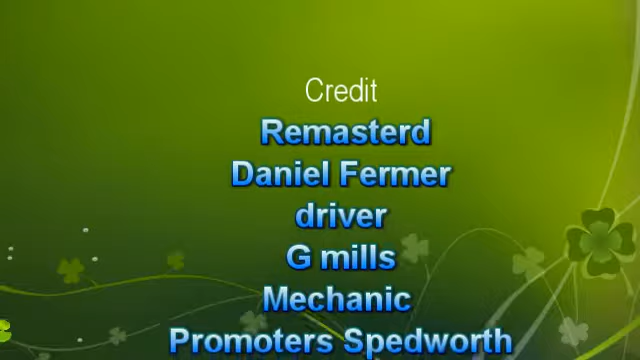 Credit
Remasterd
Daniel Fermer
driver
G mills
Mechanic
Promoters Spedworth